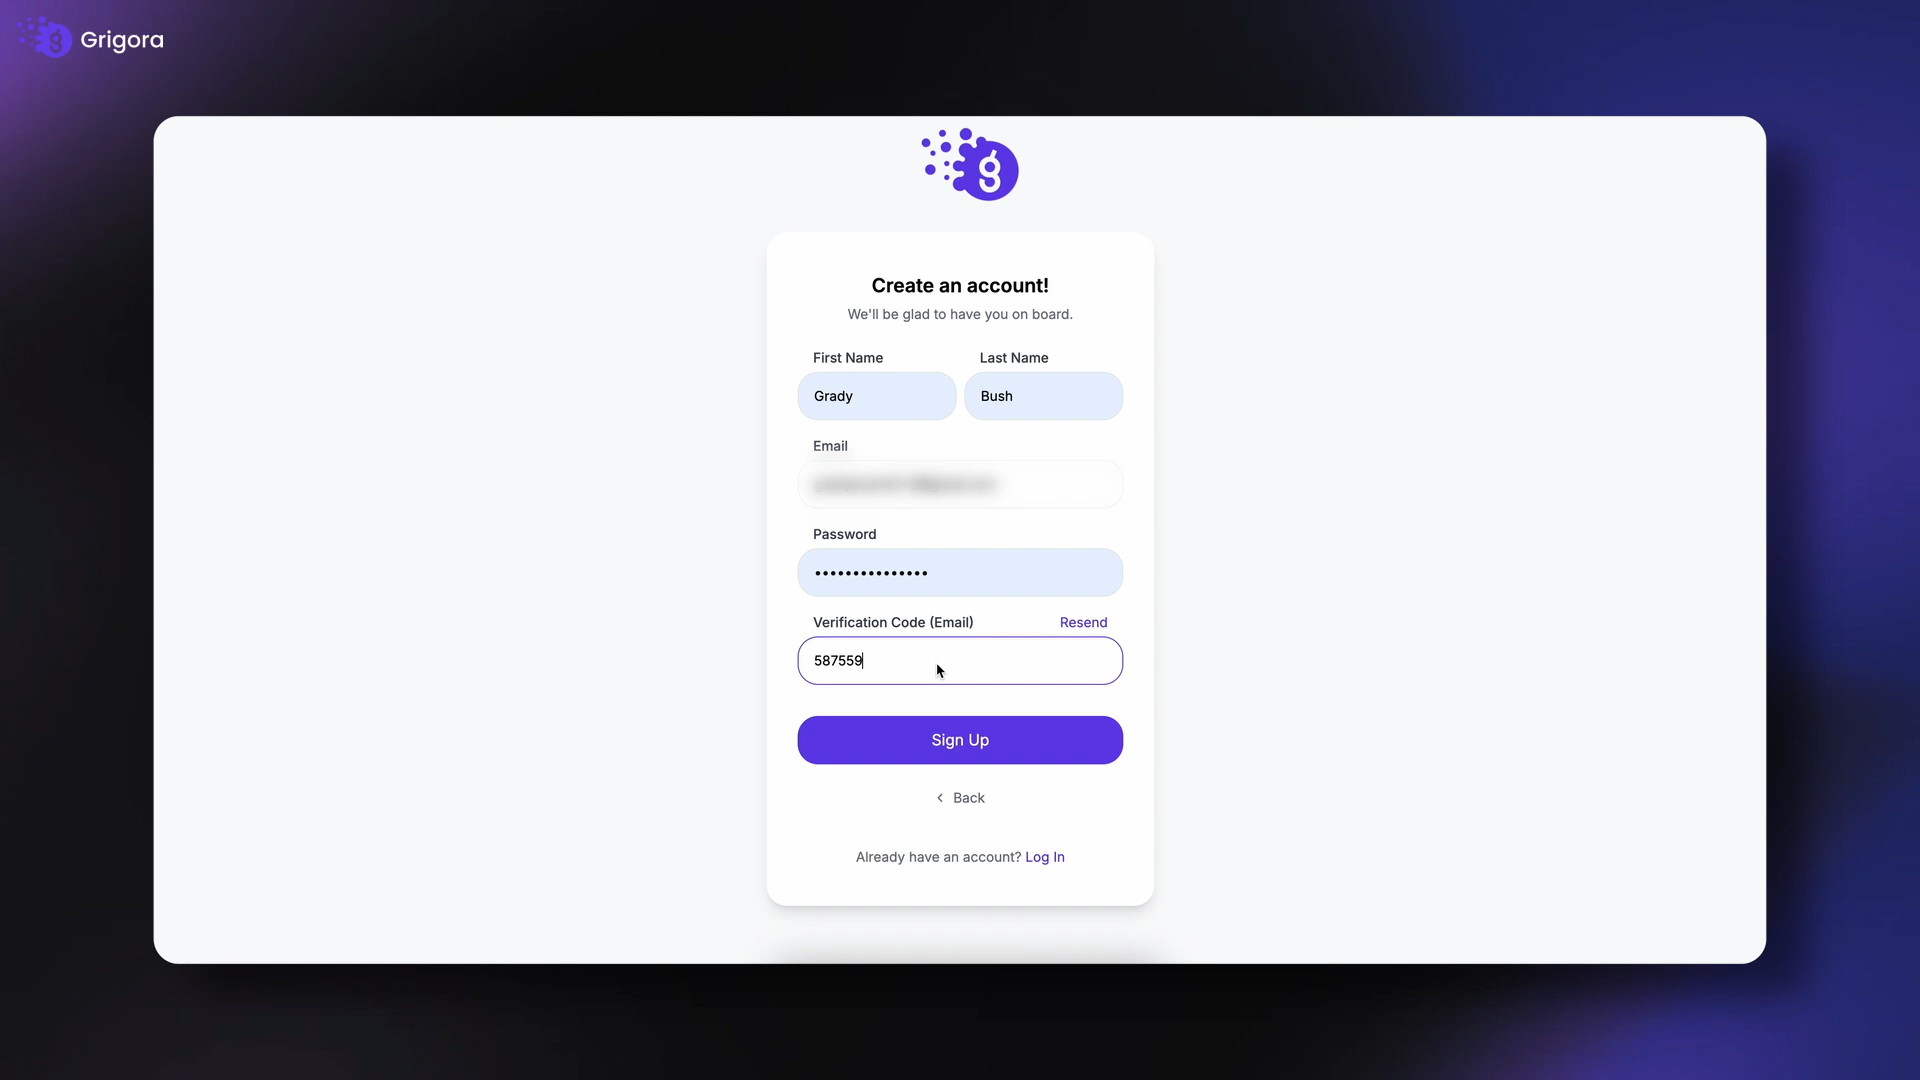 Grigora
Create an account!
We'll be glad to have you on board.
First Name
Last Name
Grady
Bush
Email
Password
•••••••••••••••
Verification Code (Email)
Resend
587559
Sign Up
Back
Already have an account? Log In